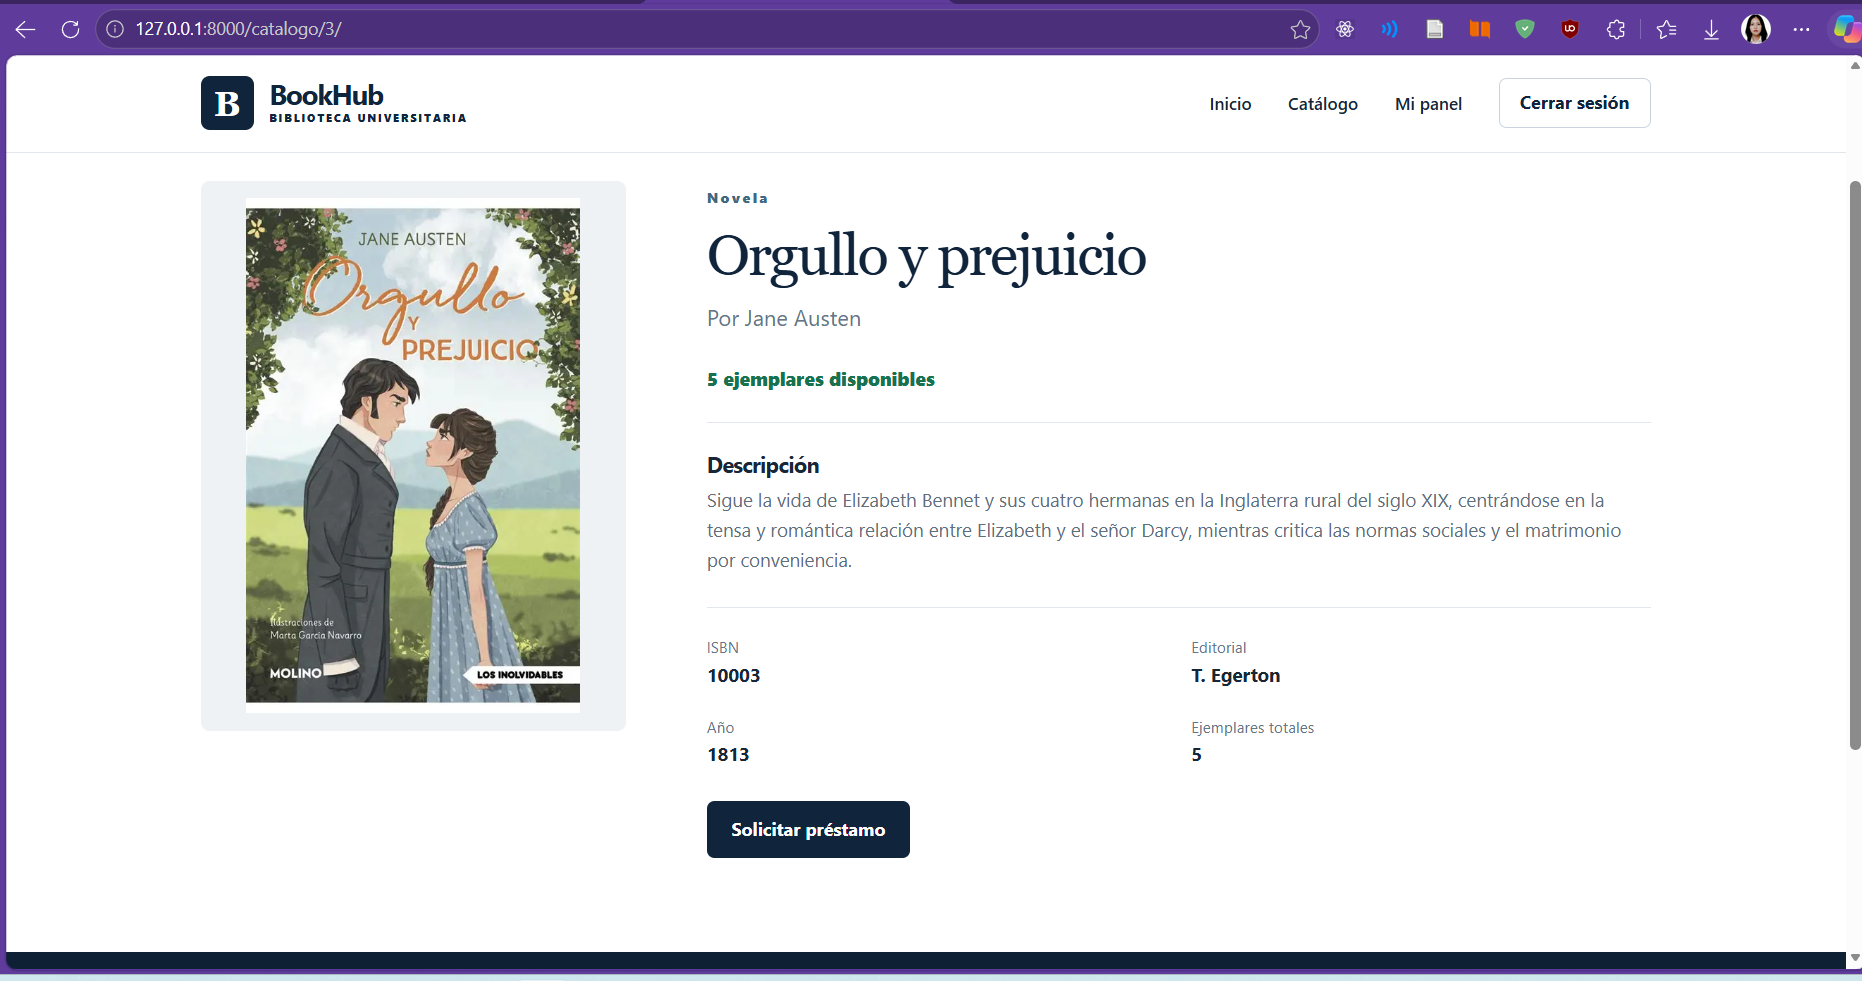 127.0.0.1:8000/catalogo/3/
B
BookHub
BIBLIOTECA UNIVERSITARIA
Inicio
Catálogo
Mi panel
Cerrar sesión
JANE AUSTEN
Orgullo
Y
PREJUICIO
Ilustraciones de
Marta García Navarro
MOLINO
LOS INOLVIDABLES
Novela
Orgullo y prejuicio
Por Jane Austen
5 ejemplares disponibles
Descripción
Sigue la vida de Elizabeth Bennet y sus cuatro hermanas en la Inglaterra rural del siglo XIX, centrándose en la
tensa y romántica relación entre Elizabeth y el señor Darcy, mientras critica las normas sociales y el matrimonio
por conveniencia.
ISBN
10003
Editorial
T. Egerton
Año
1813
Ejemplares totales
5
Solicitar préstamo